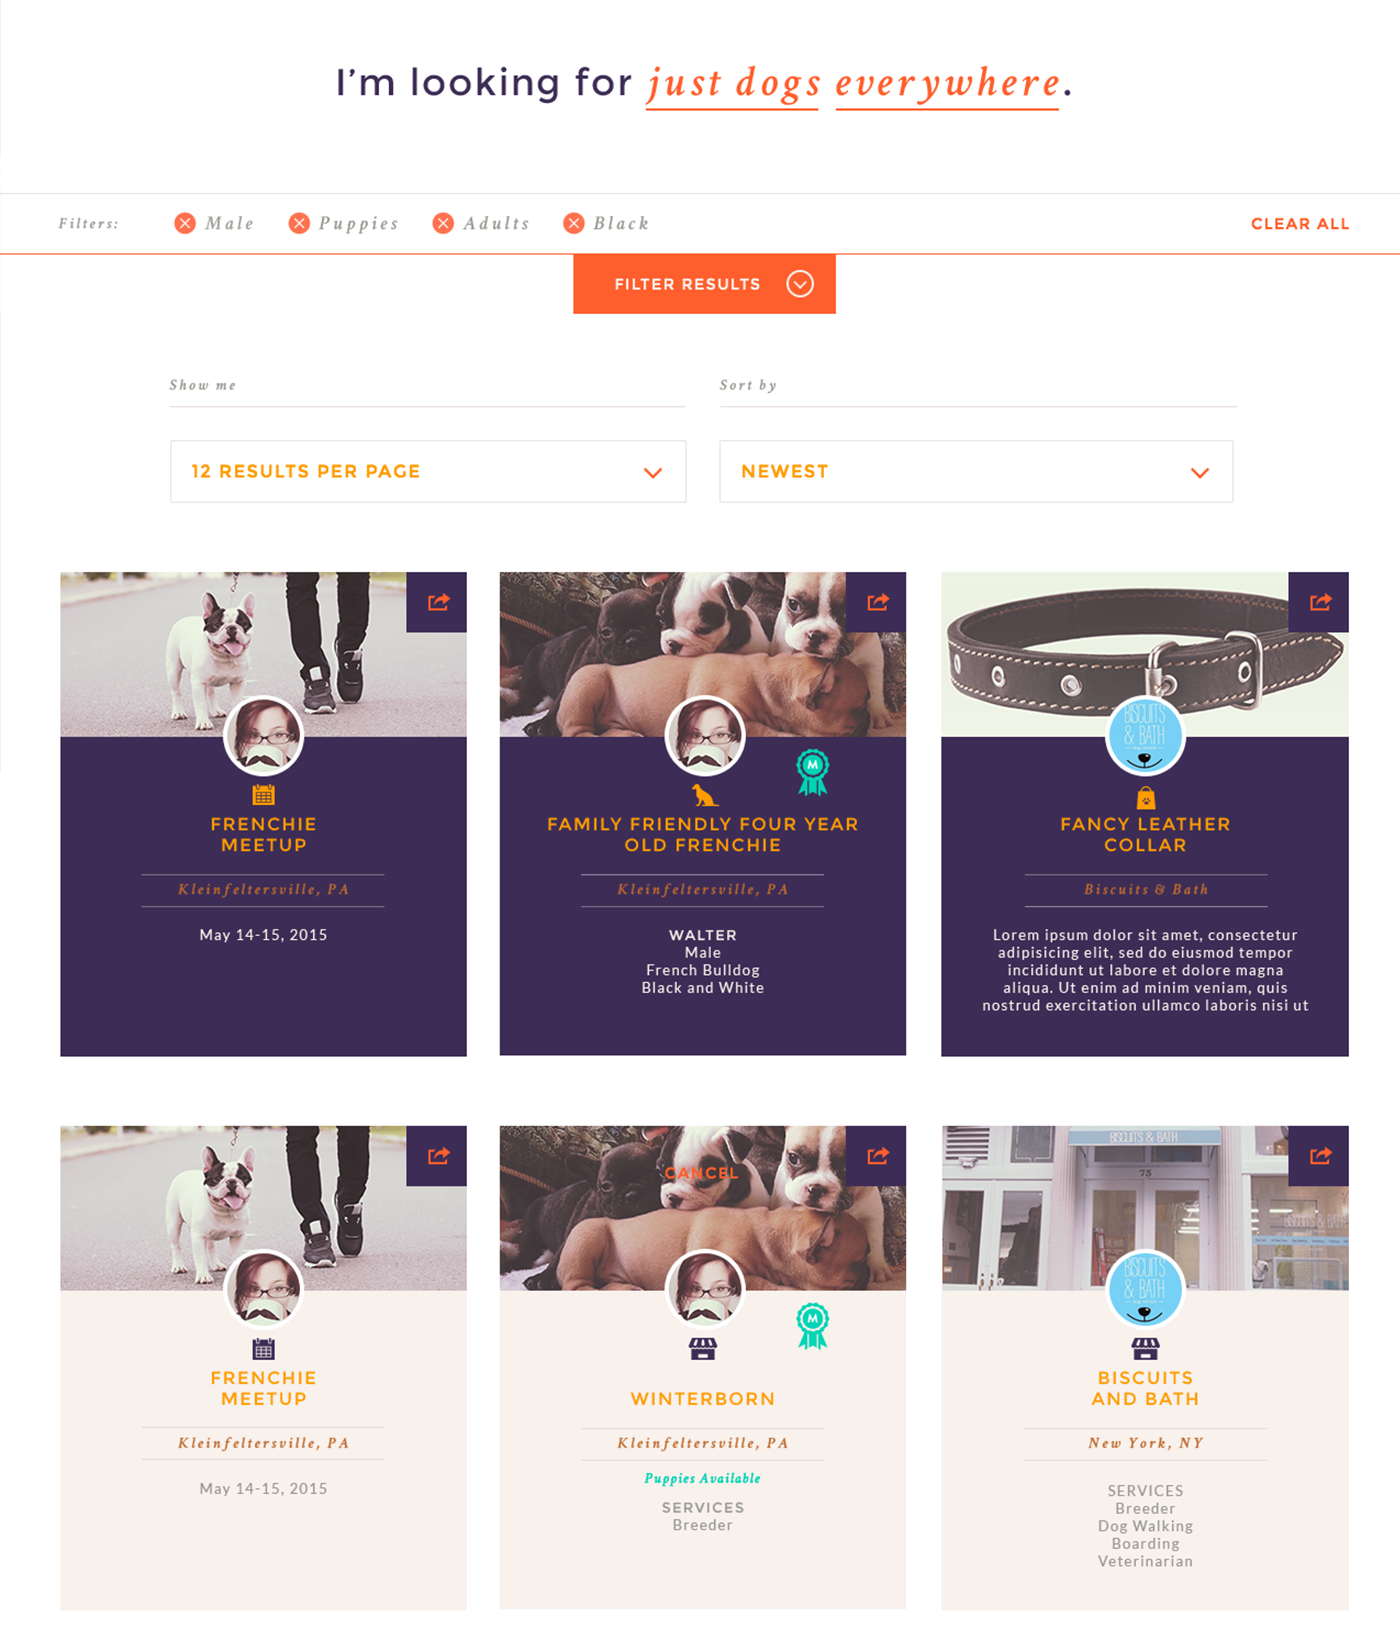 I'm looking for just dogs everywhere.
Filters: Male Puppies Adults Black CLEAR ALL
FILTER RESULTS
Show me
Sort by
12 RESULTS PER PAGE
NEWEST
BISCUITS
& BATH
M
FRENCHIE
MEETUP
Kleinfeltersville, PA
May 14-15, 2015
FAMILY FRIENDLY FOUR YEAR
OLD FRENCHIE
Kleinfeltersville, PA
WALTER
Male
French Bulldog
Black and White
FANCY LEATHER
COLLAR
Biscuits & Bath
Lorem ipsum dolor sit amet, consectetur
adipisicing elit, sed do eiusmod tempor
incididunt ut labore et dolore magna
aliqua. Ut enim ad minim veniam, quis
nostrud exercitation ullamco laboris nisi ut
CANCEL
BISCUITS & BATH
73
BISCUITS & BATH
BISCUITS
& BATH
M
FRENCHIE
MEETUP
Kleinfeltersville, PA
May 14-15, 2015
WINTERBORN
Kleinfeltersville, PA
Puppies Available
SERVICES
Breeder
BISCUITS
AND BATH
New York, NY
SERVICES
Breeder
Dog Walking
Boarding
Veterinarian